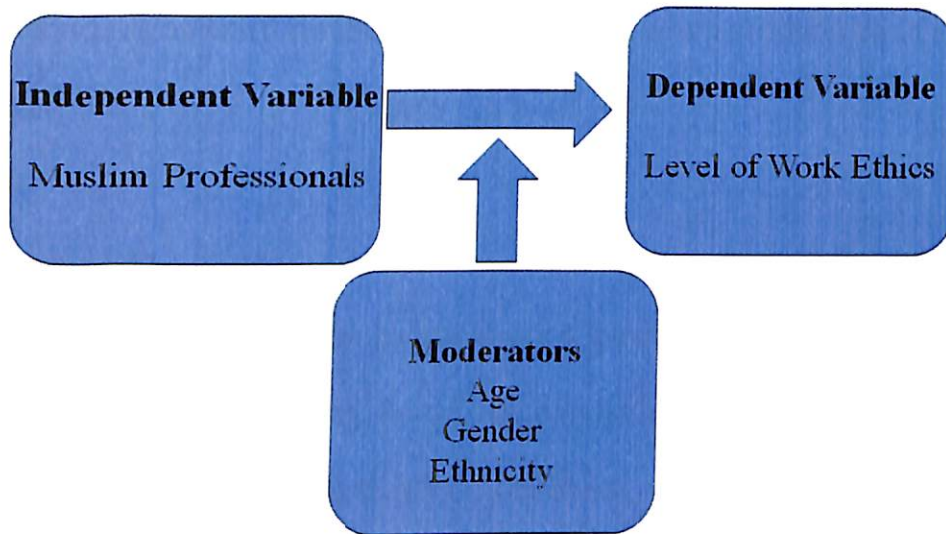 Independent Variable
Muslim Professionals
Dependent Variable
Level of Work Ethics
Moderators
Age
Gender
Ethnicity